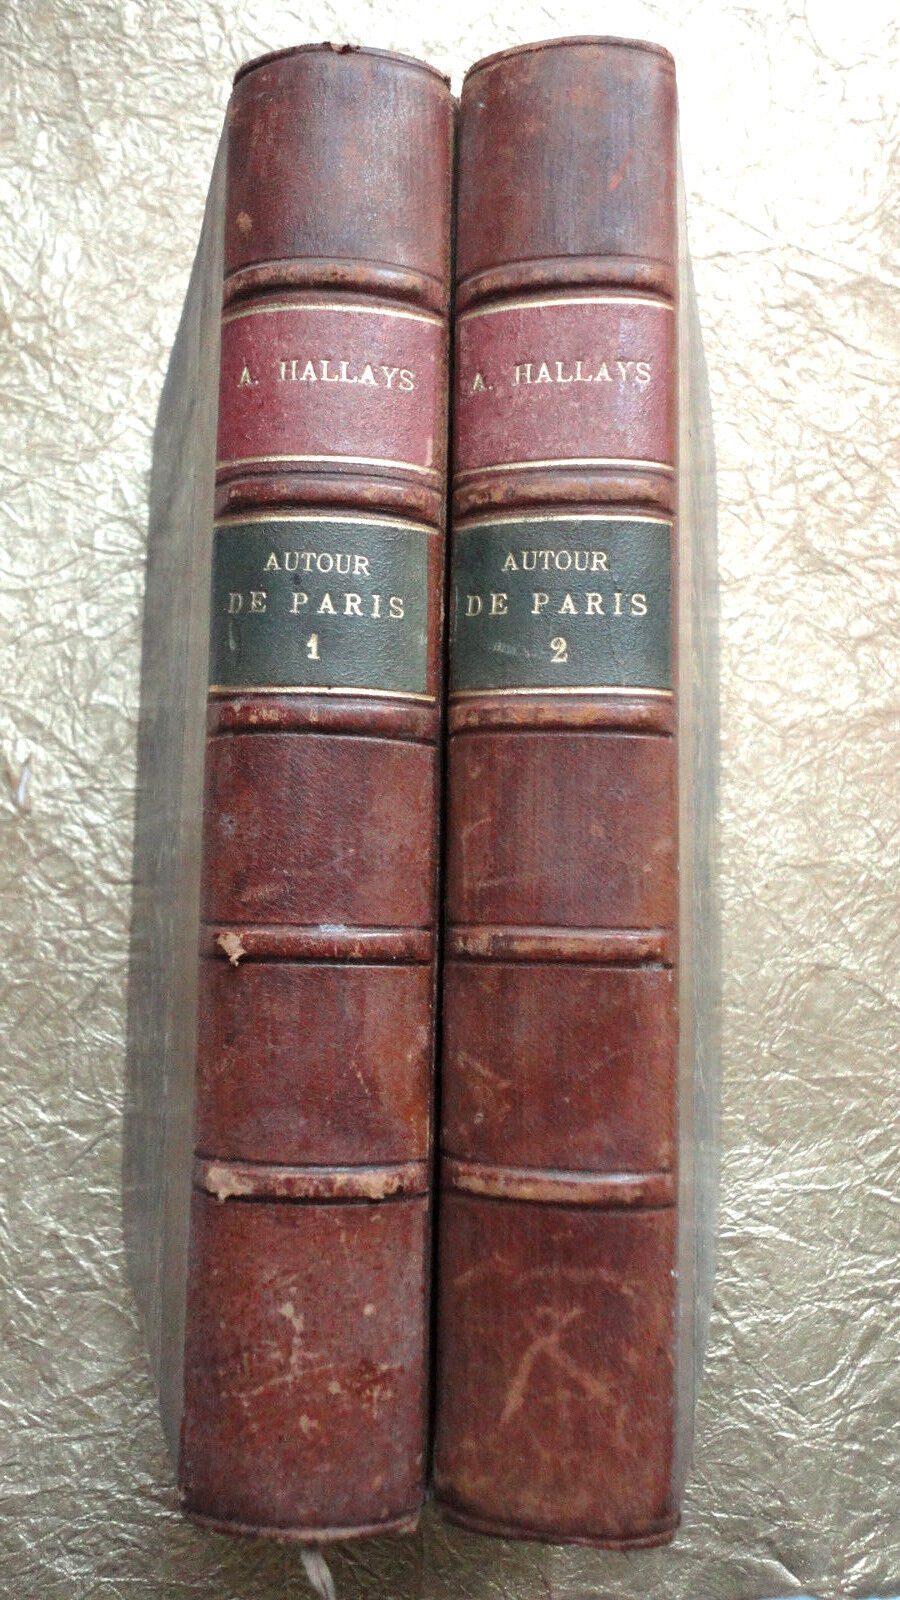 A. HALLAYS
AUTOUR
DE PARIS
1
A. HALLAYS
AUTOUR
DE PARIS
2